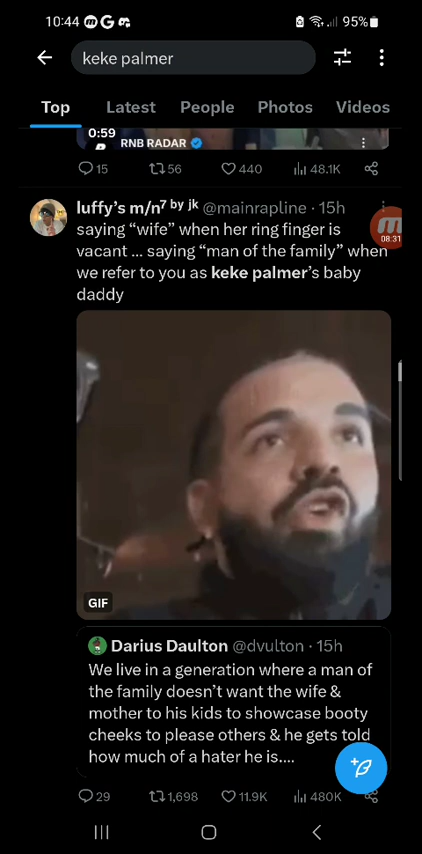 10:44
95%
keke palmer
Top Latest People Photos Videos
0:59
RNB RADAR
15 56 440 48.1K
luffy's m/n⁷ ᵇʸ ʲᵏ @mainrapline · 15h
saying “wife” when her ring finger is
vacant ... saying “man of the family” when
we refer to you as keke palmer's baby
daddy
08:31
GIF
Darius Daulton @dvulton · 15h
We live in a generation where a man of
the family doesn't want the wife &
mother to his kids to showcase booty
cheeks to please others & he gets told
how much of a hater he is....
29 1,698 11.9K 480K